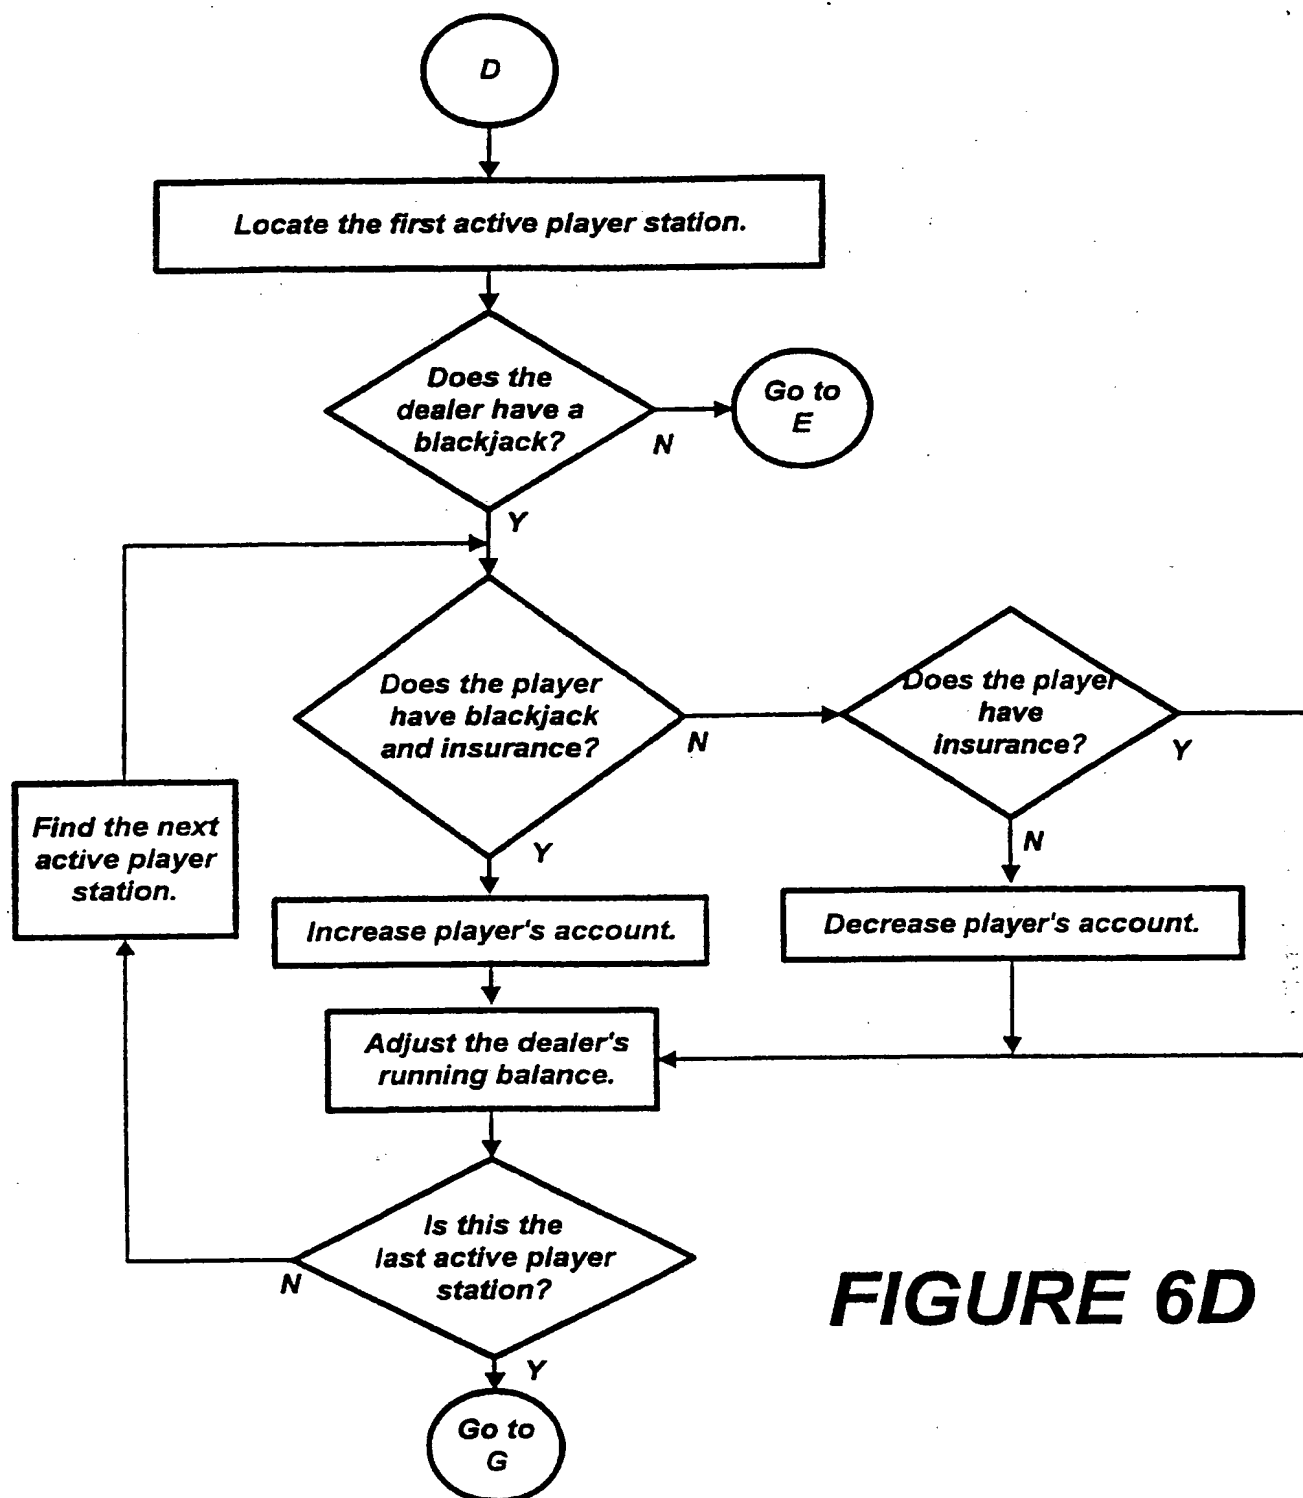 D
Locate the first active player station.
Does the
dealer have a
blackjack?
N
Go to
E
Y
Does the player
have blackjack
and insurance?
N
Does the player
have
insurance?
Y
Find the next
active player
station.
Y
N
Increase player's account.
Decrease player's account.
Adjust the dealer's
running balance.
Is this the
last active player
station?
N
FIGURE 6D
Y
Go to
G